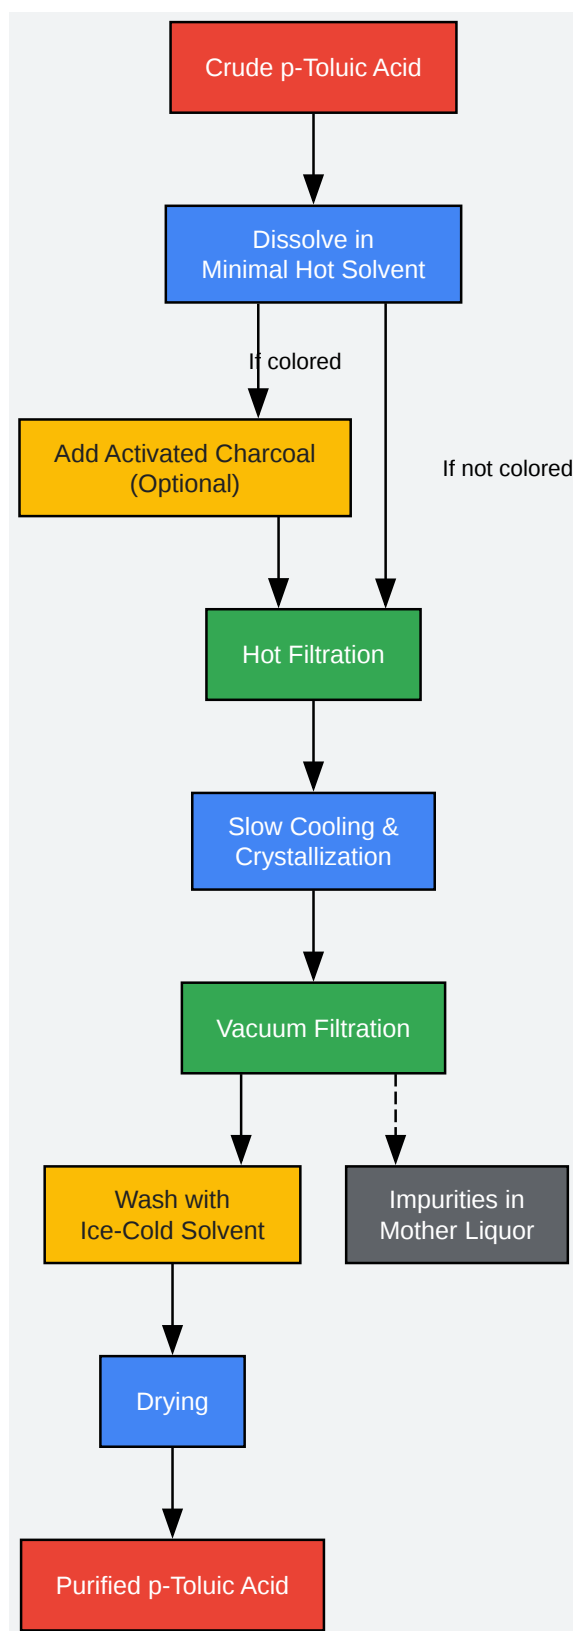 Crude p-Toluic Acid
Dissolve in
Minimal Hot Solvent
If colored
Add Activated Charcoal
(Optional)
If not colored
Hot Filtration
Slow Cooling &
Crystallization
Vacuum Filtration
Wash with
Ice-Cold Solvent
Impurities in
Mother Liquor
Drying
Purified p-Toluic Acid